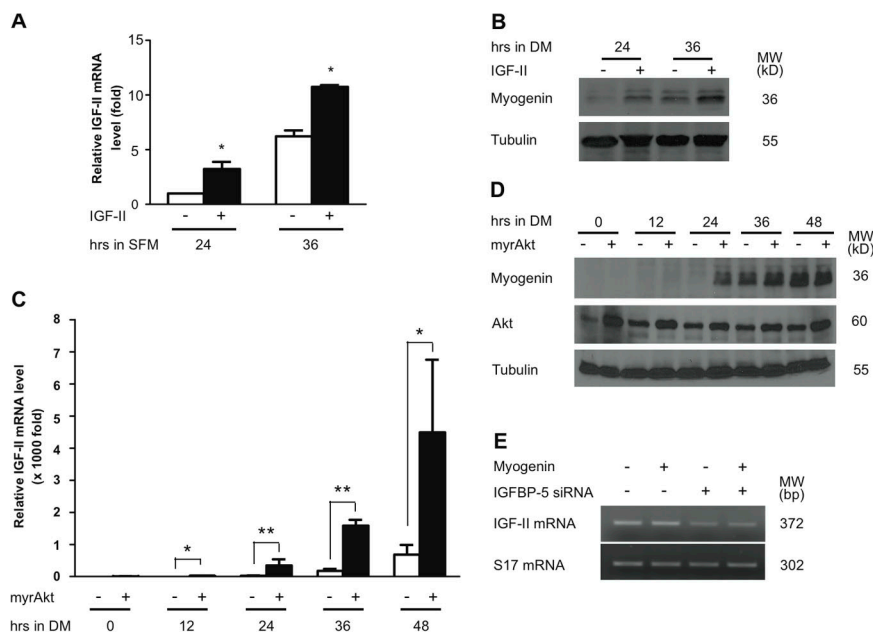 A
Relative IGF-II mRNA
level (fold)
15
10
5
0
* *
IGF-II - + - +
hrs in SFM 24 36
B
hrs in DM 24 36 MW
(kD)
IGF-II - + - +
Myogenin 36
Tubulin 55
C
Relative IGF-II mRNA level
(x 1000 fold)
8
7
6
5
4
3
2
1
0
* ** ** *
myrAkt - + - + - + - + - +
hrs in DM 0 12 24 36 48
D
hrs in DM 0 12 24 36 48
myrAkt - + - + - + - + - + MW
(kD)
Myogenin 36
Akt 60
Tubulin 55
E
Myogenin - + - + MW
(bp)
IGFBP-5 siRNA - - + +
IGF-II mRNA 372
S17 mRNA 302